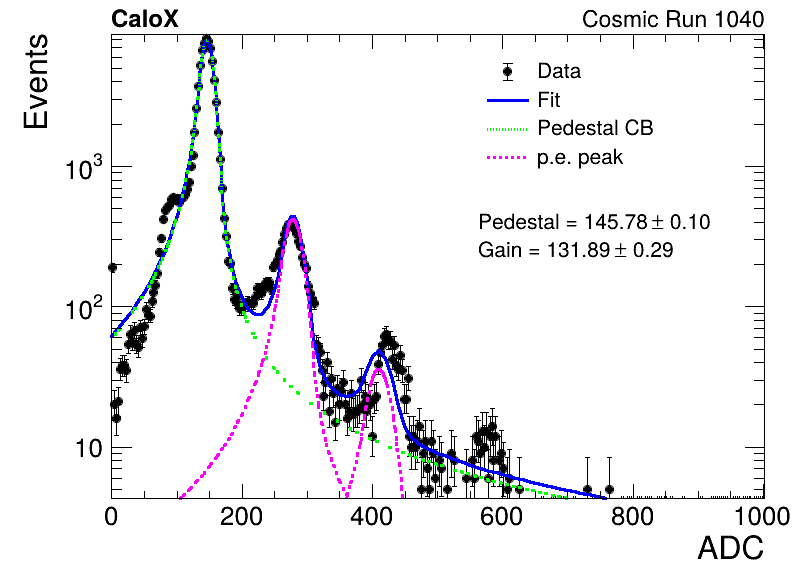 CaloX Cosmic Run 1040
Events
Data
Fit
Pedestal CB
p.e. peak
Pedestal = 145.78 ± 0.10
Gain = 131.89 ± 0.29
10³
10²
10
0 200 400 600 800 1000
ADC